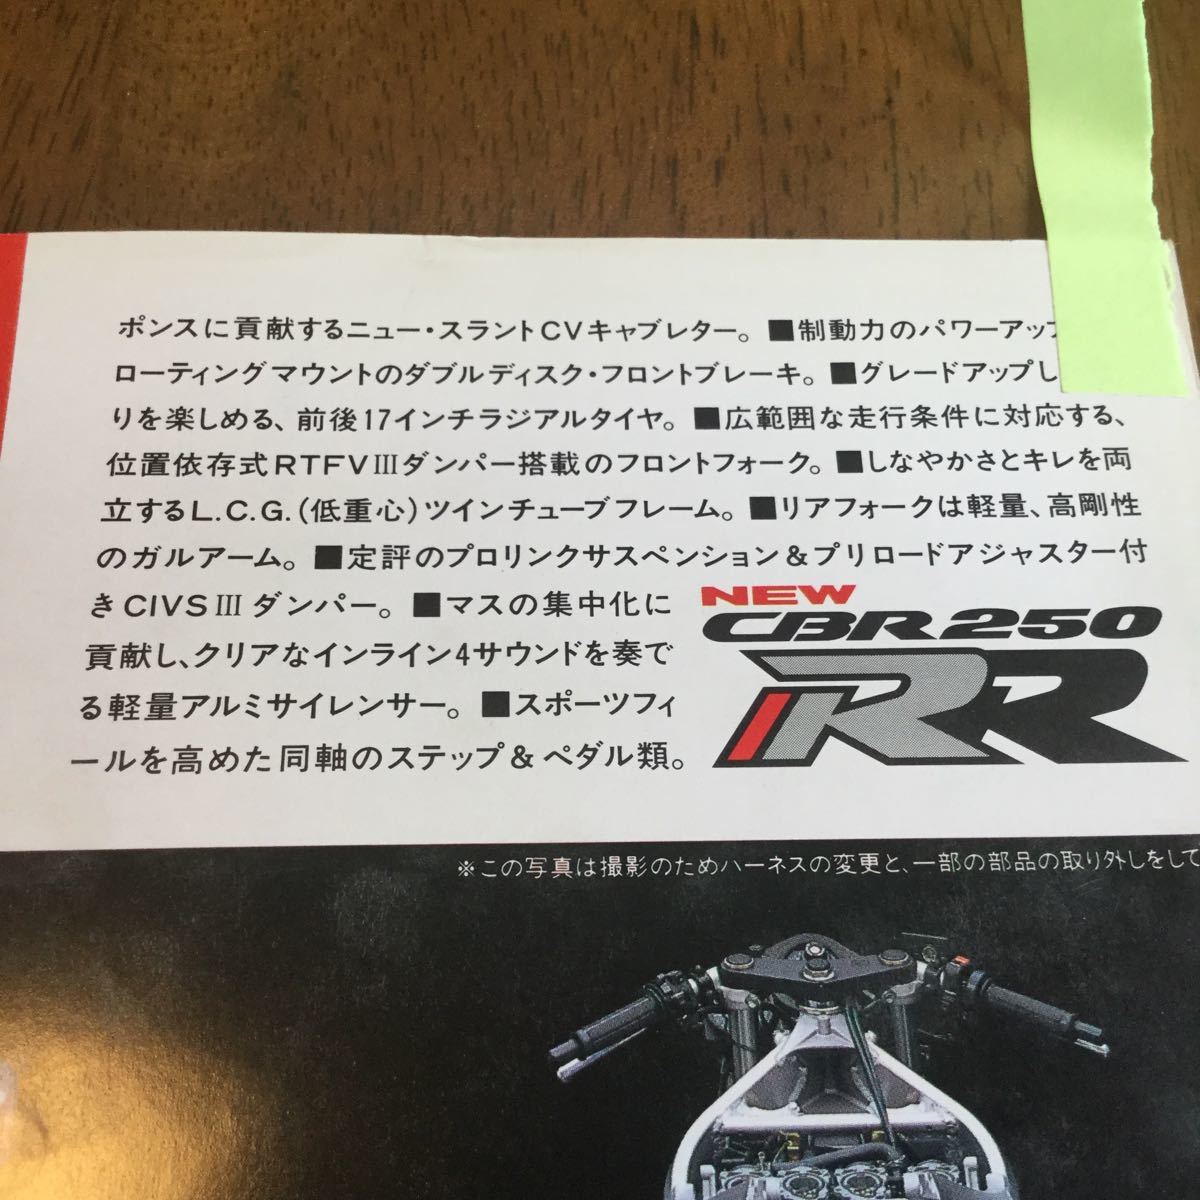 ポンスに貢献するニュー・スラントCVキャブレター。■制動力のパワーアップ
ローティングマウントのダブルディスク・フロントブレーキ。■グレードアップし
りを楽しめる、前後17インチラジアルタイヤ。■広範囲な走行条件に対応する、
位置依存式RTFVⅢダンパー搭載のフロントフォーク。■しなやかさとキレを両
立するL.C.G.(低重心)ツインチューブフレーム。■リアフォークは軽量、高剛性
のガルアーム。■定評のプロリンクサスペンション&プリロードアジャスター付
きCIVSⅢダンパー。■マスの集中化に
貢献し、クリアなインライン4サウンドを奏で
る軽量アルミサイレンサー。■スポーツフィ
ールを高めた同軸のステップ&ペダル類。
NEW
CBR250
RR
※この写真は撮影のためハーネスの変更と、一部の部品の取り外しをして